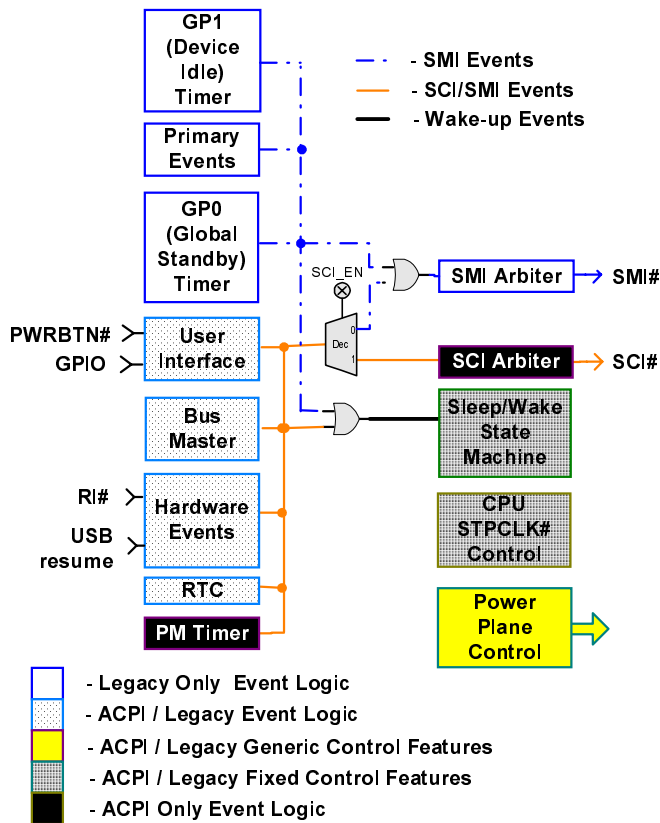 GP1
(Device
Idle)
Timer
- SMI Events
- SCI/SMI Events
- Wake-up Events
Primary
Events
GP0
(Global
Standby)
Timer
SCI_EN
SMI Arbiter
SMI#
PWRBTN#
GPIO
User
Interface
0
Dec
1
SCI Arbiter
SCI#
Bus
Master
Sleep/Wake
State
Machine
RI#
USB
resume
Hardware
Events
CPU
STPCLK#
Control
RTC
PM Timer
Power
Plane
Control
- Legacy Only Event Logic
- ACPI / Legacy Event Logic
- ACPI / Legacy Generic Control Features
- ACPI / Legacy Fixed Control Features
- ACPI Only Event Logic